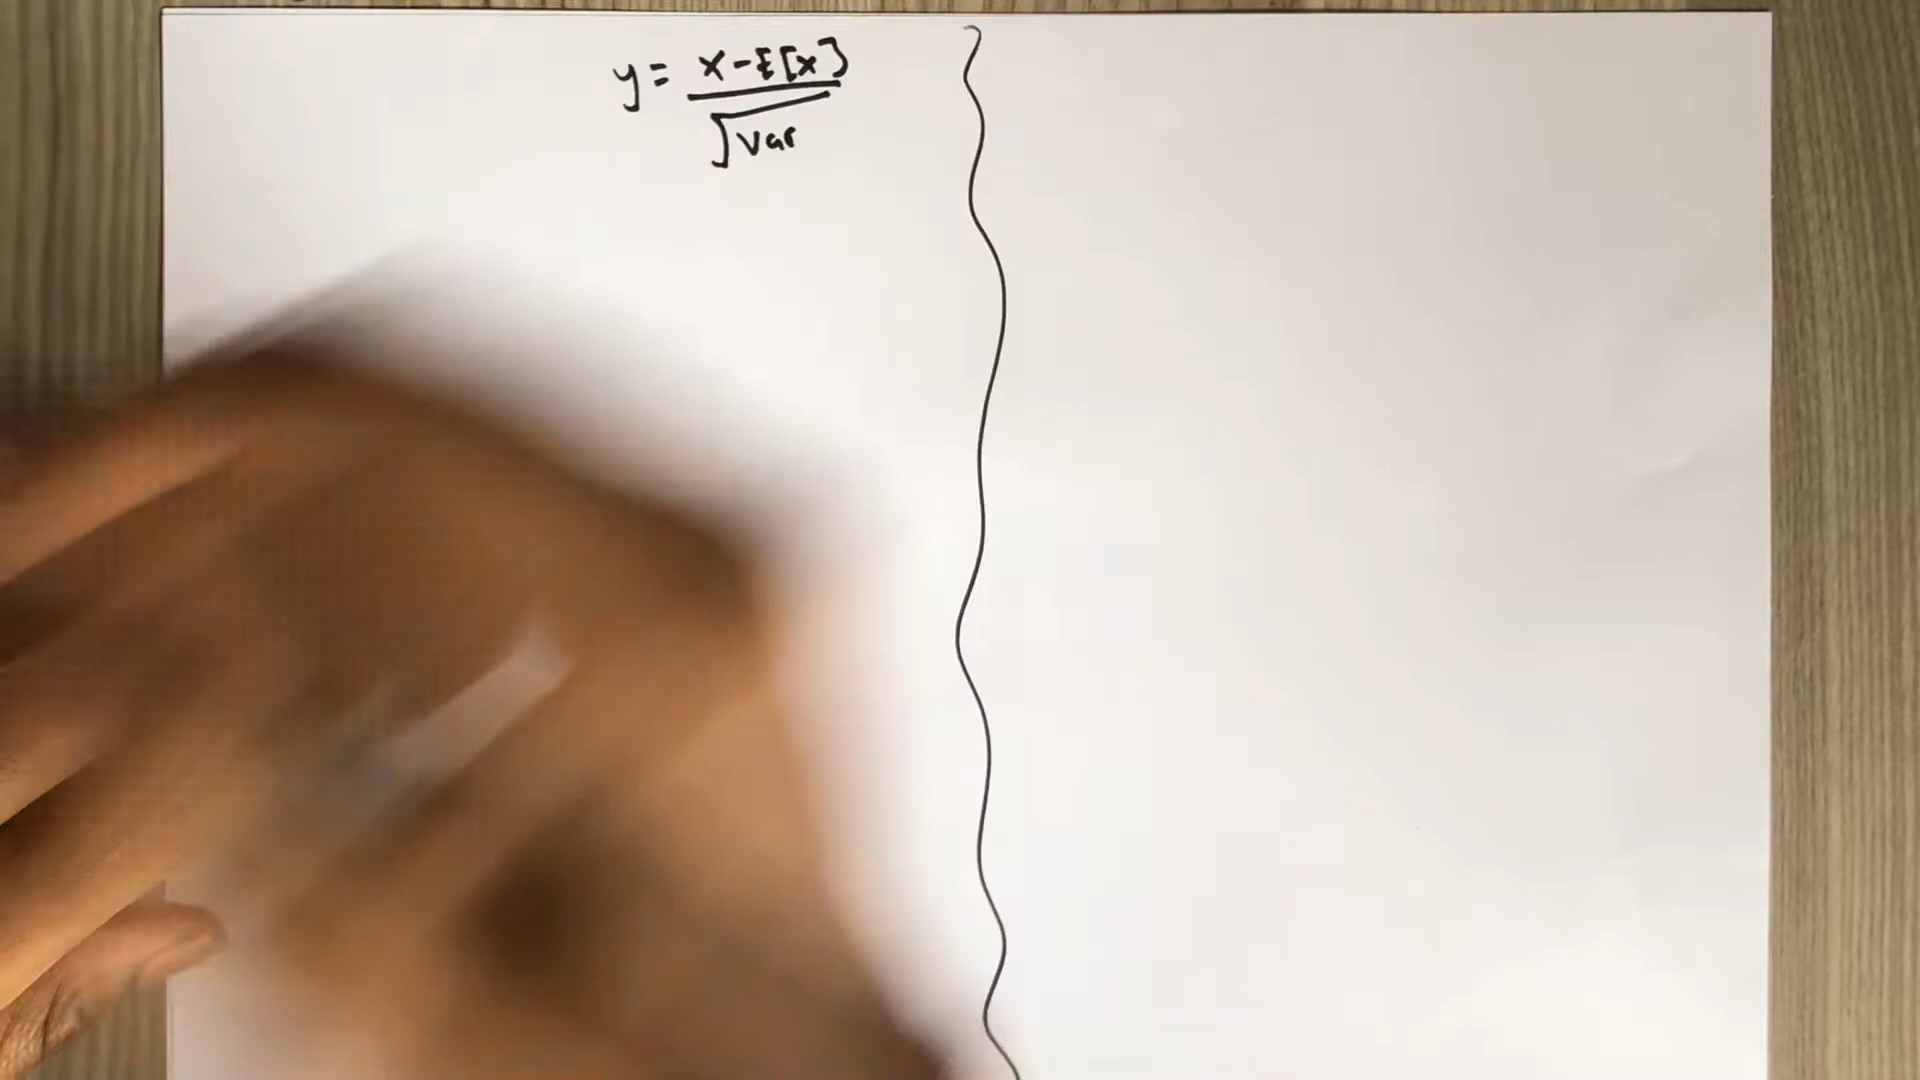 y = x-E[x] / √var